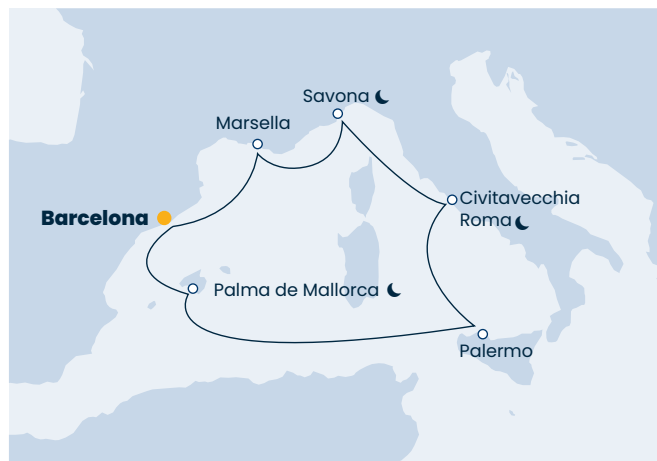 Savona
Marsella
Civitavecchia
Roma
Barcelona
Palma de Mallorca
Palermo